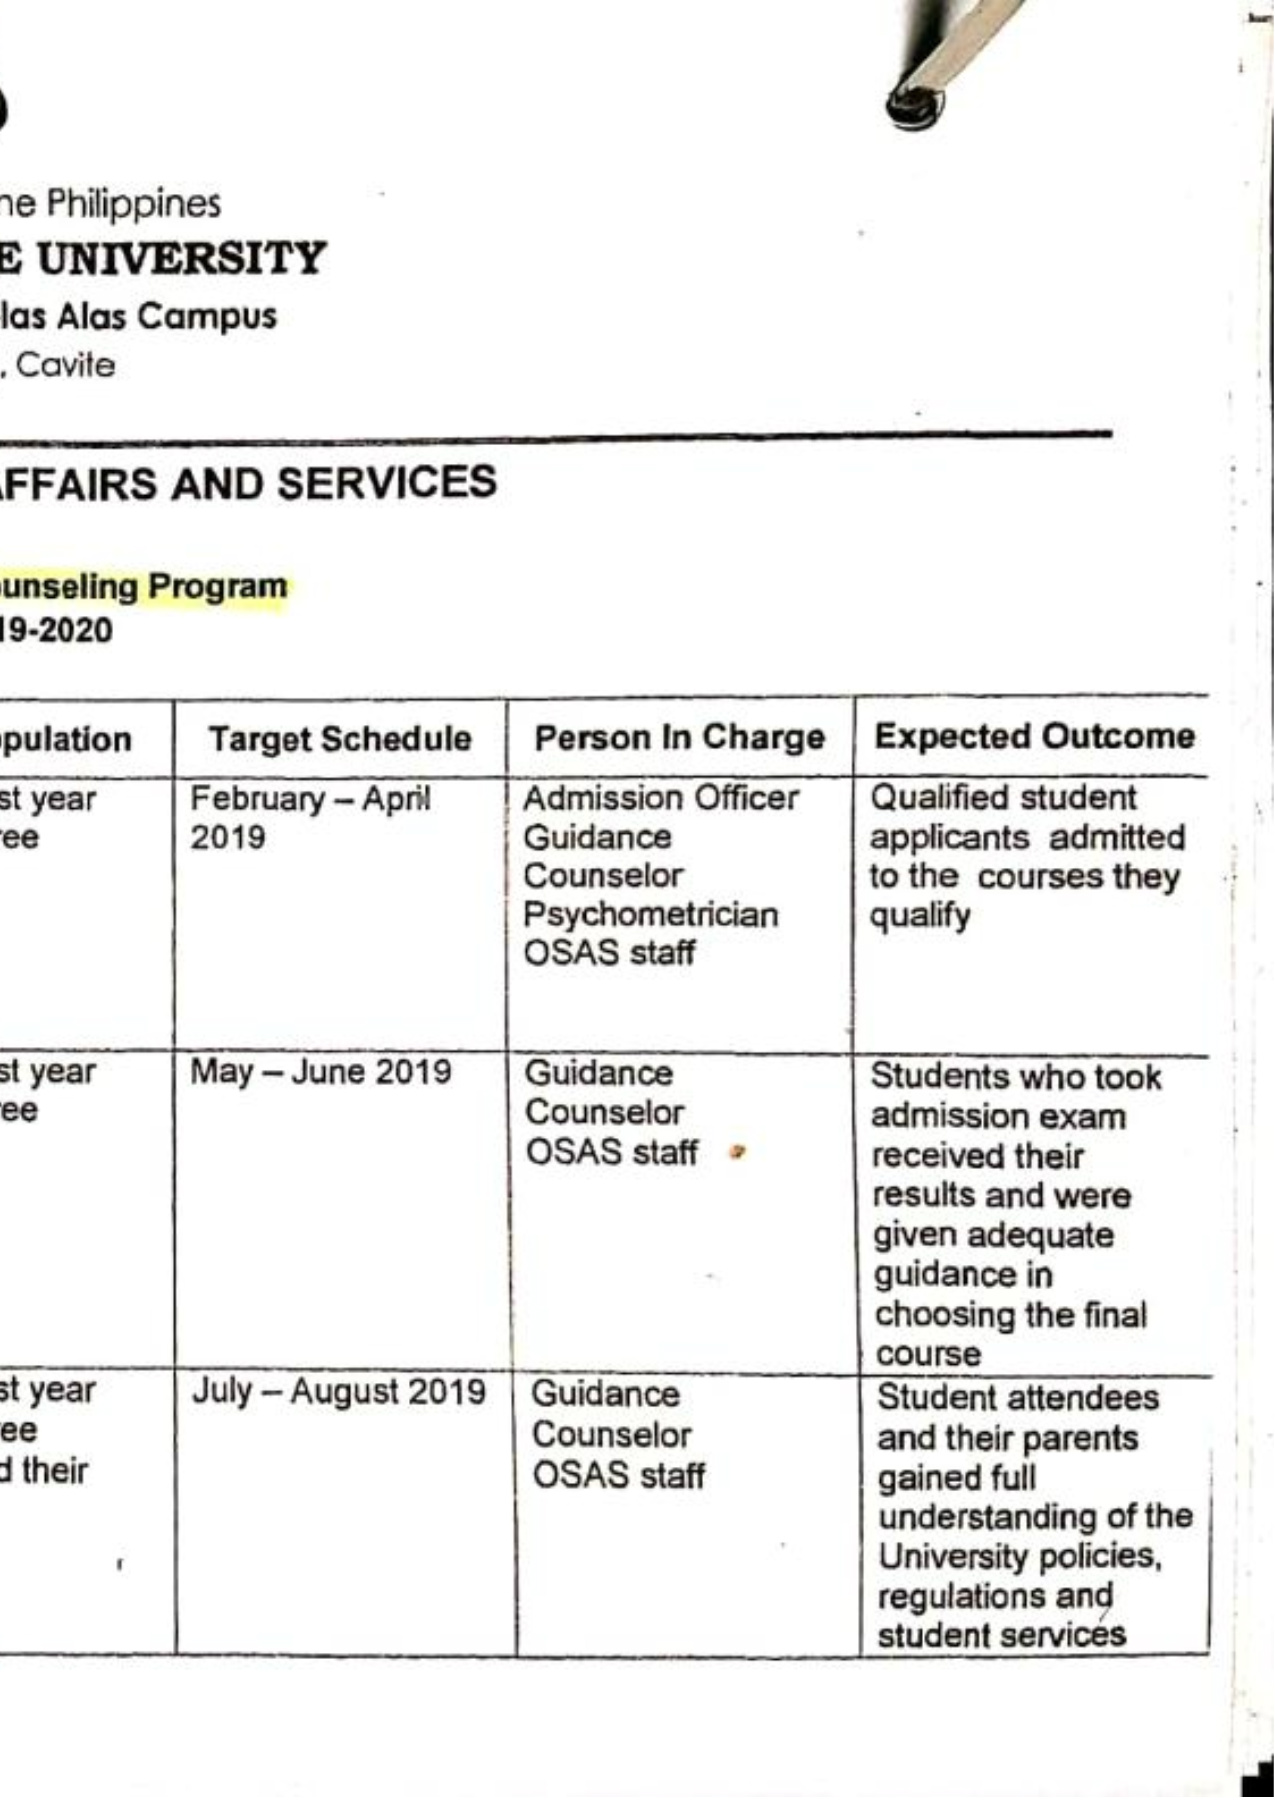 ne Philippines
E UNIVERSITY
las Alas Campus
, Cavite
AFFAIRS AND SERVICES
ounseling Program
19-2020
pulation
Target Schedule
Person In Charge
Expected Outcome
st year
ree
February – April
2019
Admission Officer
Guidance
Counselor
Psychometrician
OSAS staff
Qualified student
applicants admitted
to the courses they
qualify
st year
ee
May – June 2019
Guidance
Counselor
OSAS staff
Students who took
admission exam
received their
results and were
given adequate
guidance in
choosing the final
course
st year
ee
d their
July – August 2019
Guidance
Counselor
OSAS staff
Student attendees
and their parents
gained full
understanding of the
University policies,
regulations and
student services